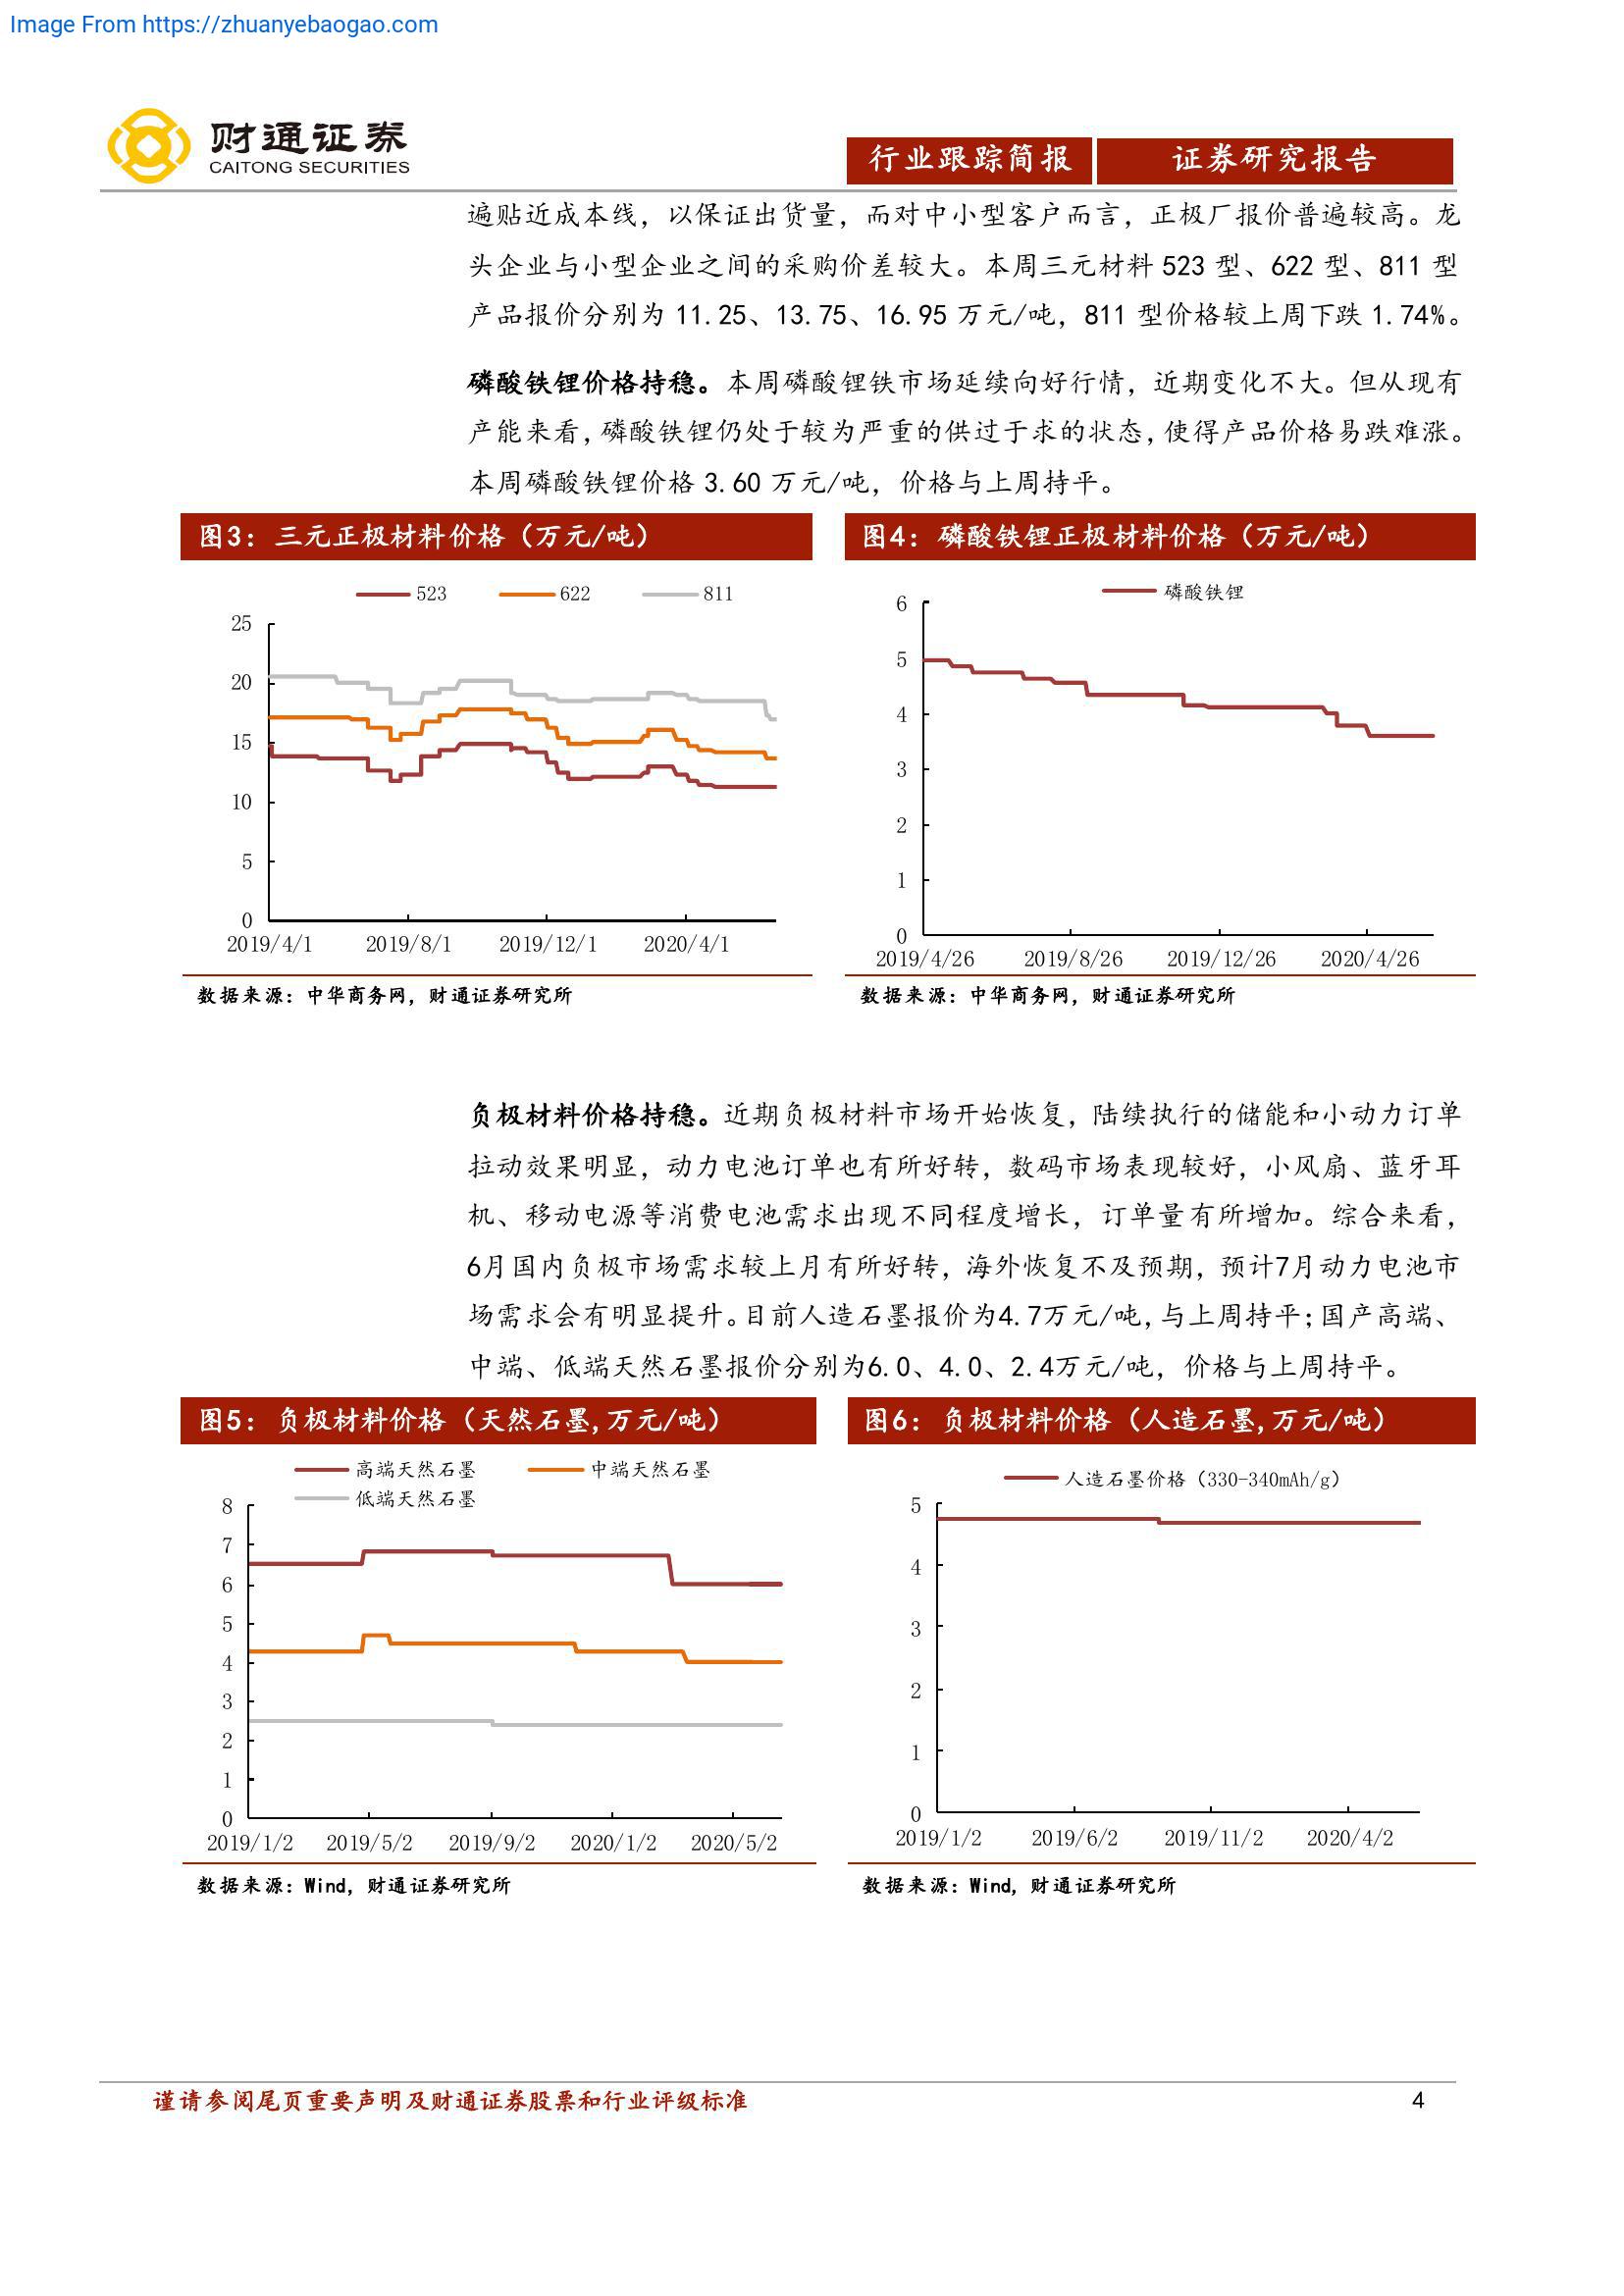 Image From https://zhuanyebaogao.com
财通证券
CAITONG SECURITIES
行业跟踪简报
证券研究报告
遍贴近成本线，以保证出货量，而对中小型客户而言，正极厂报价普遍较高。龙
头企业与小型企业之间的采购价差较大。本周三元材料 523 型、622 型、811 型
产品报价分别为 11.25、13.75、16.95 万元/吨，811 型价格较上周下跌 1.74%。
磷酸铁锂价格持稳。本周磷酸锂铁市场延续向好行情，近期变化不大。但从现有
产能来看，磷酸铁锂仍处于较为严重的供过于求的状态，使得产品价格易跌难涨。
本周磷酸铁锂价格 3.60 万元/吨，价格与上周持平。
图3：三元正极材料价格（万元/吨）
523 622 811
25
20
15
10
5
0
2019/4/1 2019/8/1 2019/12/1 2020/4/1
数据来源：中华商务网，财通证券研究所
图4：磷酸铁锂正极材料价格（万元/吨）
磷酸铁锂
6
5
4
3
2
1
0
2019/4/26 2019/8/26 2019/12/26 2020/4/26
数据来源：中华商务网，财通证券研究所
负极材料价格持稳。近期负极材料市场开始恢复，陆续执行的储能和小动力订单
拉动效果明显，动力电池订单也有所好转，数码市场表现较好，小风扇、蓝牙耳
机、移动电源等消费电池需求出现不同程度增长，订单量有所增加。综合来看，
6月国内负极市场需求较上月有所好转，海外恢复不及预期，预计7月动力电池市
场需求会有明显提升。目前人造石墨报价为4.7万元/吨，与上周持平；国产高端、
中端、低端天然石墨报价分别为6.0、4.0、2.4万元/吨，价格与上周持平。
图5：负极材料价格（天然石墨,万元/吨）
高端天然石墨 中端天然石墨
低端天然石墨
8
7
6
5
4
3
2
1
0
2019/1/2 2019/5/2 2019/9/2 2020/1/2 2020/5/2
数据来源：Wind，财通证券研究所
图6：负极材料价格（人造石墨,万元/吨）
人造石墨价格（330-340mAh/g）
5
4
3
2
1
0
2019/1/2 2019/6/2 2019/11/2 2020/4/2
数据来源：Wind，财通证券研究所
谨请参阅尾页重要声明及财通证券股票和行业评级标准
4